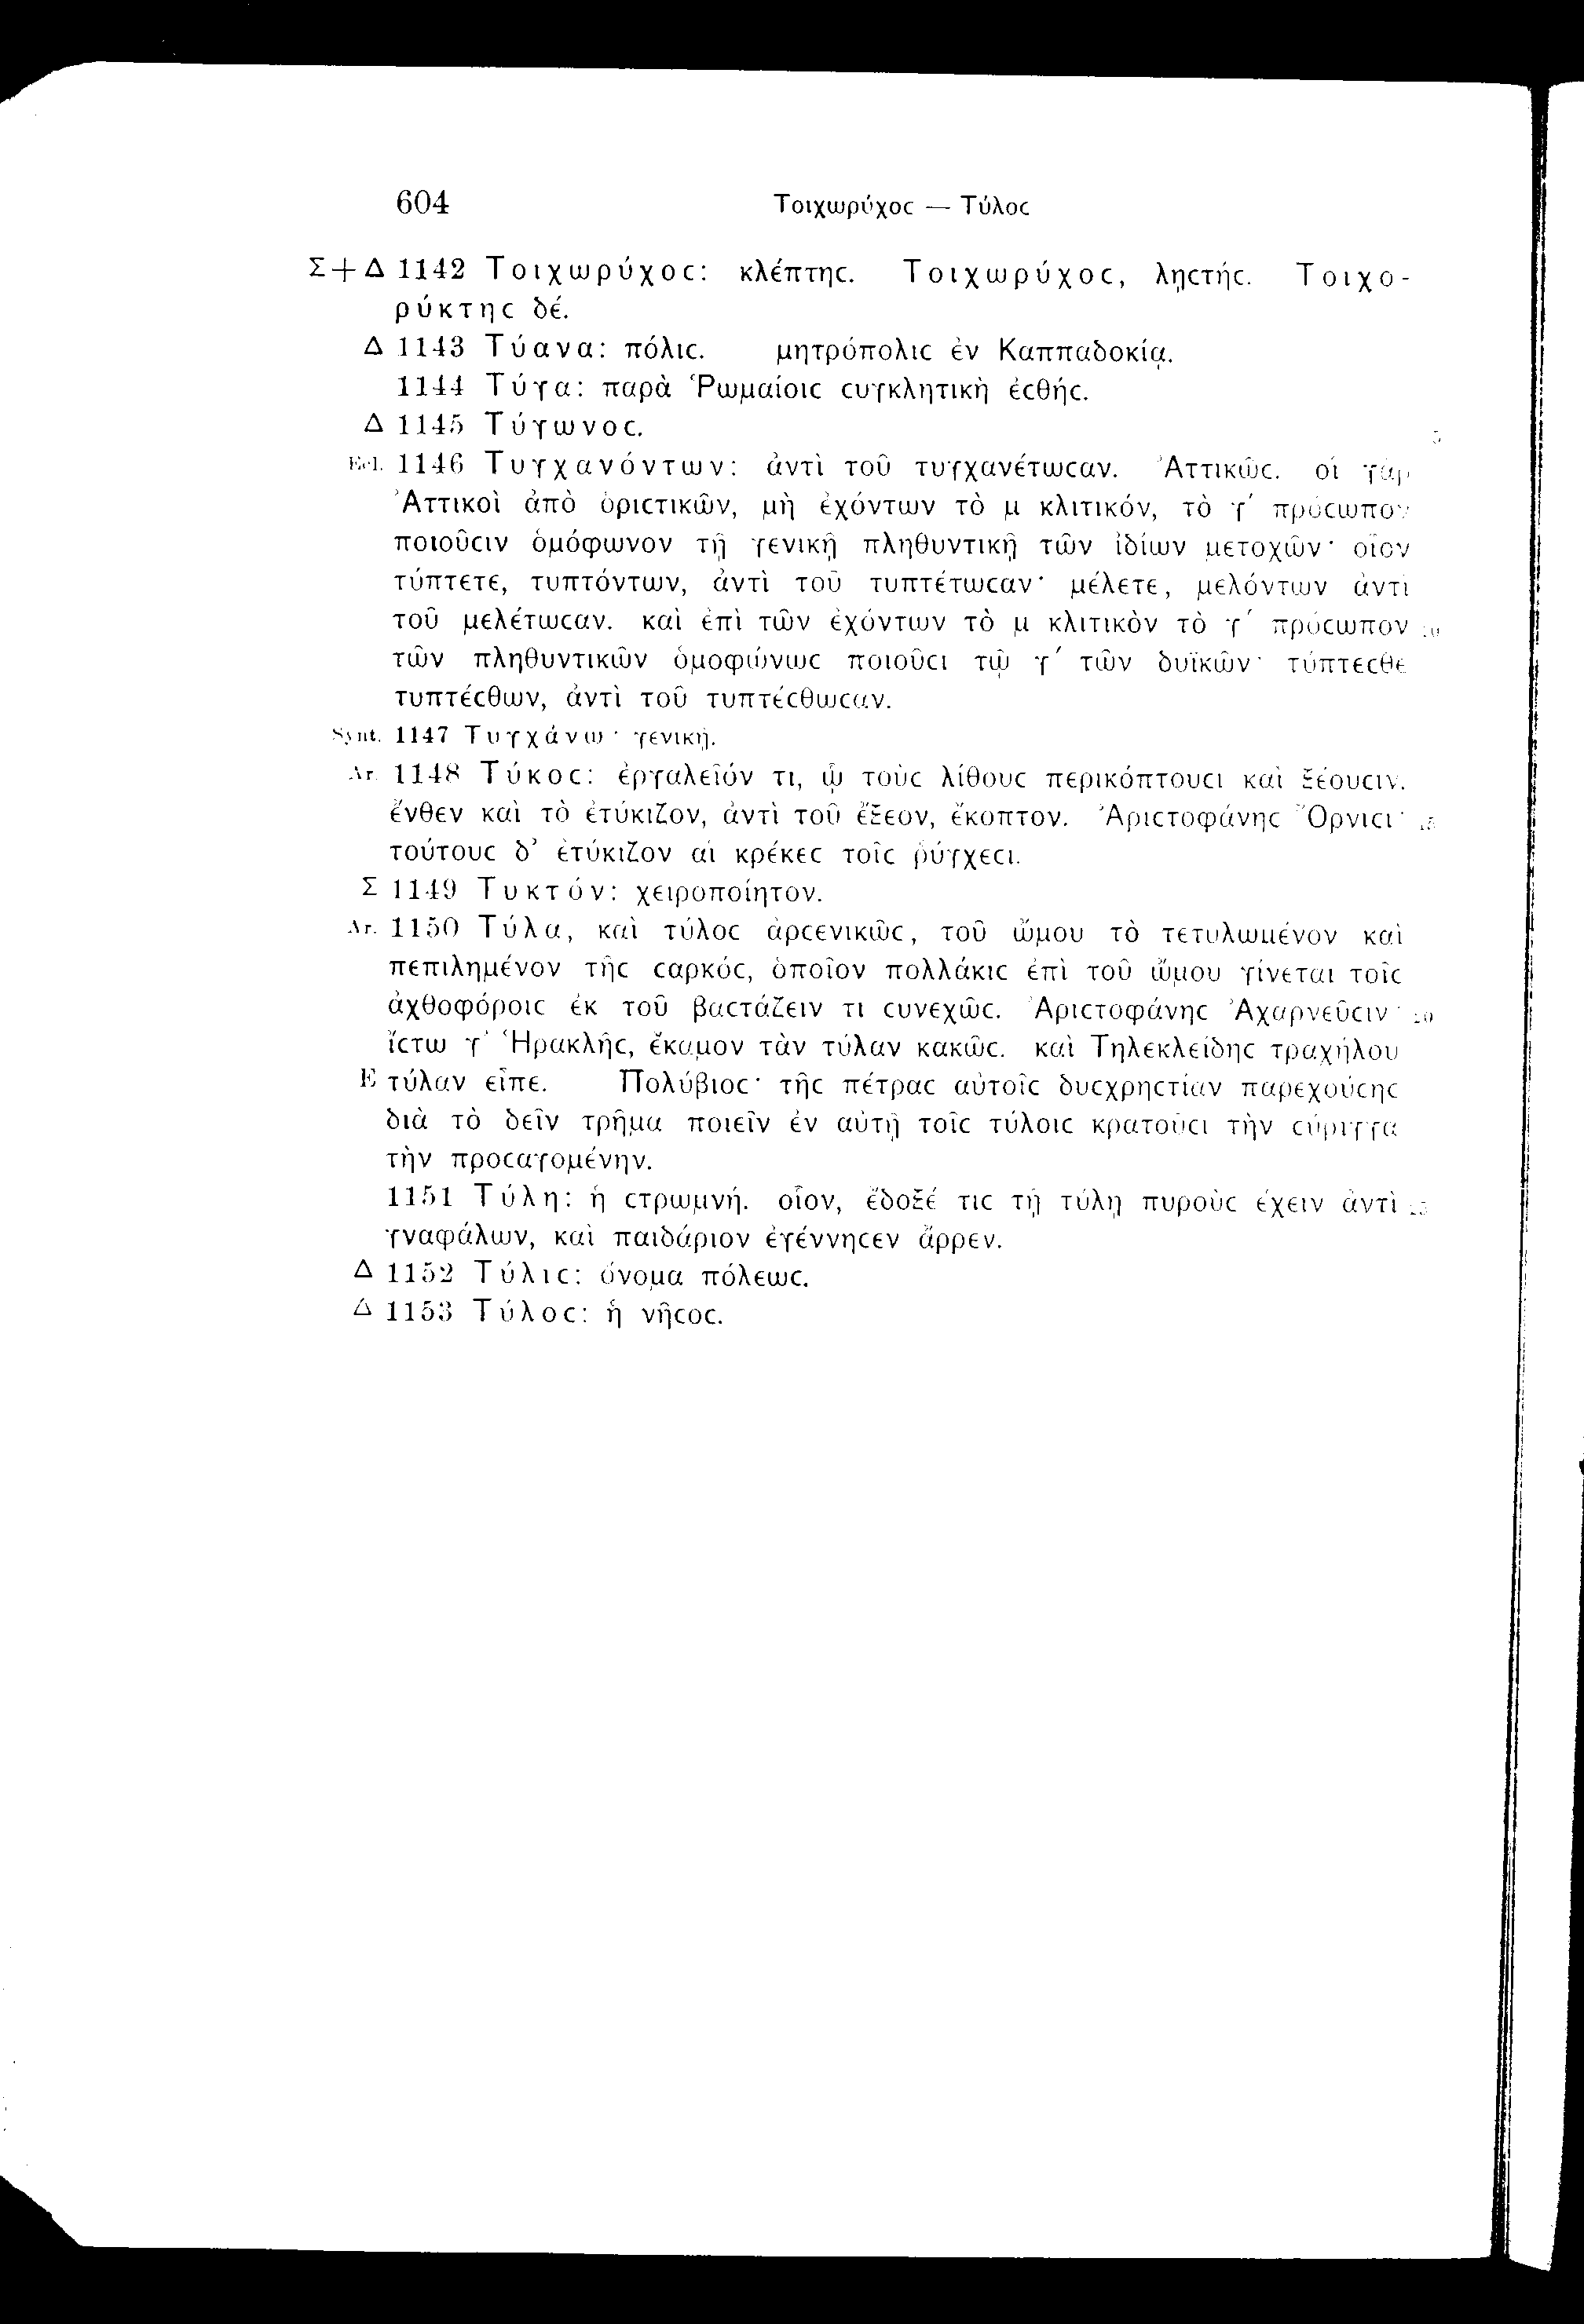 604 Τοιχωρύχοϲ — Τύλοϲ
Σ+Δ 1142 Τοιχωρύχοϲ: κλέπτηϲ. Τοιχωρύχοϲ, λῃϲτήϲ. Τοιχο-
ρύκτηϲ δέ.
Δ 1143 Τύανα: πόλιϲ. μητρόπολιϲ ἐν Καππαδοκίᾳ.
1144 Τύγα: παρὰ Ῥωμαίοιϲ ϲυγκλητικὴ ἐϲθήϲ.
Δ 1145 Τύγωνοϲ. 5
Ecl. 1146 Τυγχανόντων: ἀντὶ τοῦ τυγχανέτωϲαν. Ἀττικῶϲ. οἱ γὰρ
Ἀττικοὶ ἀπὸ ὁριϲτικῶν, μὴ ἐχόντων τὸ μ κλιτικόν, τὸ γ΄ πρόϲωπον
ποιοῦϲιν ὁμόφωνον τῇ γενικῇ πληθυντικῇ τῶν ἰδίων μετοχῶν· οἷον
τύπτετε, τυπτόντων, ἀντὶ τοῦ τυπτέτωϲαν· μέλετε, μελόντων ἀντὶ
τοῦ μελέτωϲαν. καὶ ἐπὶ τῶν ἐχόντων τὸ μ κλιτικὸν τὸ γ΄ πρόϲωπον 10
τῶν πληθυντικῶν ὁμοφώνωϲ ποιοῦϲι τῷ γ΄ τῶν δυϊκῶν· τύπτεϲθε
τυπτέϲθων, ἀντὶ τοῦ τυπτέϲθωϲαν.
Synt. 1147 Τυγχάνω· γενικῇ.
Ar. 1148 Τύκοϲ: ἐργαλεῖόν τι, ᾧ τοὺϲ λίθουϲ περικόπτουϲι καὶ ξέουϲιν.
ἔνθεν καὶ τὸ ἐτύκιζον, ἀντὶ τοῦ ἔξεον, ἔκοπτον. Ἀριϲτοφάνηϲ Ὄρνιϲι· 15
τούτουϲ δ’ ἐτύκιζον αἱ κρέκεϲ τοῖϲ ῥύγχεϲι.
Σ 1149 Τυκτόν: χειροποίητον.
Ar. 1150 Τύλα, καὶ τύλοϲ ἀρϲενικῶϲ, τοῦ ὤμου τὸ τετυλωμένον καὶ
πεπιλημένον τῆϲ ϲαρκόϲ, ὁποῖον πολλάκιϲ ἐπὶ τοῦ ὤμου γίνεται τοῖϲ
ἀχθοφόροιϲ ἐκ τοῦ βαϲτάζειν τι ϲυνεχῶϲ. Ἀριϲτοφάνηϲ Ἀχαρνεῦϲιν· 20
ἴϲτω γ’ Ἡρακλῆϲ, ἔκαμον τὰν τύλαν κακῶϲ. καὶ Τηλεκλείδηϲ τραχήλου
E τύλαν εἶπε. Πολύβιοϲ· τῆϲ πέτραϲ αὐτοῖϲ δυϲχρηϲτίαν παρεχούϲηϲ
διὰ τὸ δεῖν τρῆμα ποιεῖν ἐν αὐτῇ τοῖϲ τύλοιϲ κρατοῦϲι τὴν ϲύριγγα
τὴν προϲαγομένην.
1151 Τύλη: ἡ ϲτρωμνή. οἷον, ἔδοξέ τιϲ τῇ τύλῃ πυροὺϲ ἔχειν ἀντὶ 25
γναφάλων, καὶ παιδάριον ἐγέννηϲεν ἄρρεν.
Δ 1152 Τύλιϲ: ὄνομα πόλεωϲ.
Δ 1153 Τύλοϲ: ἡ νῆϲοϲ.